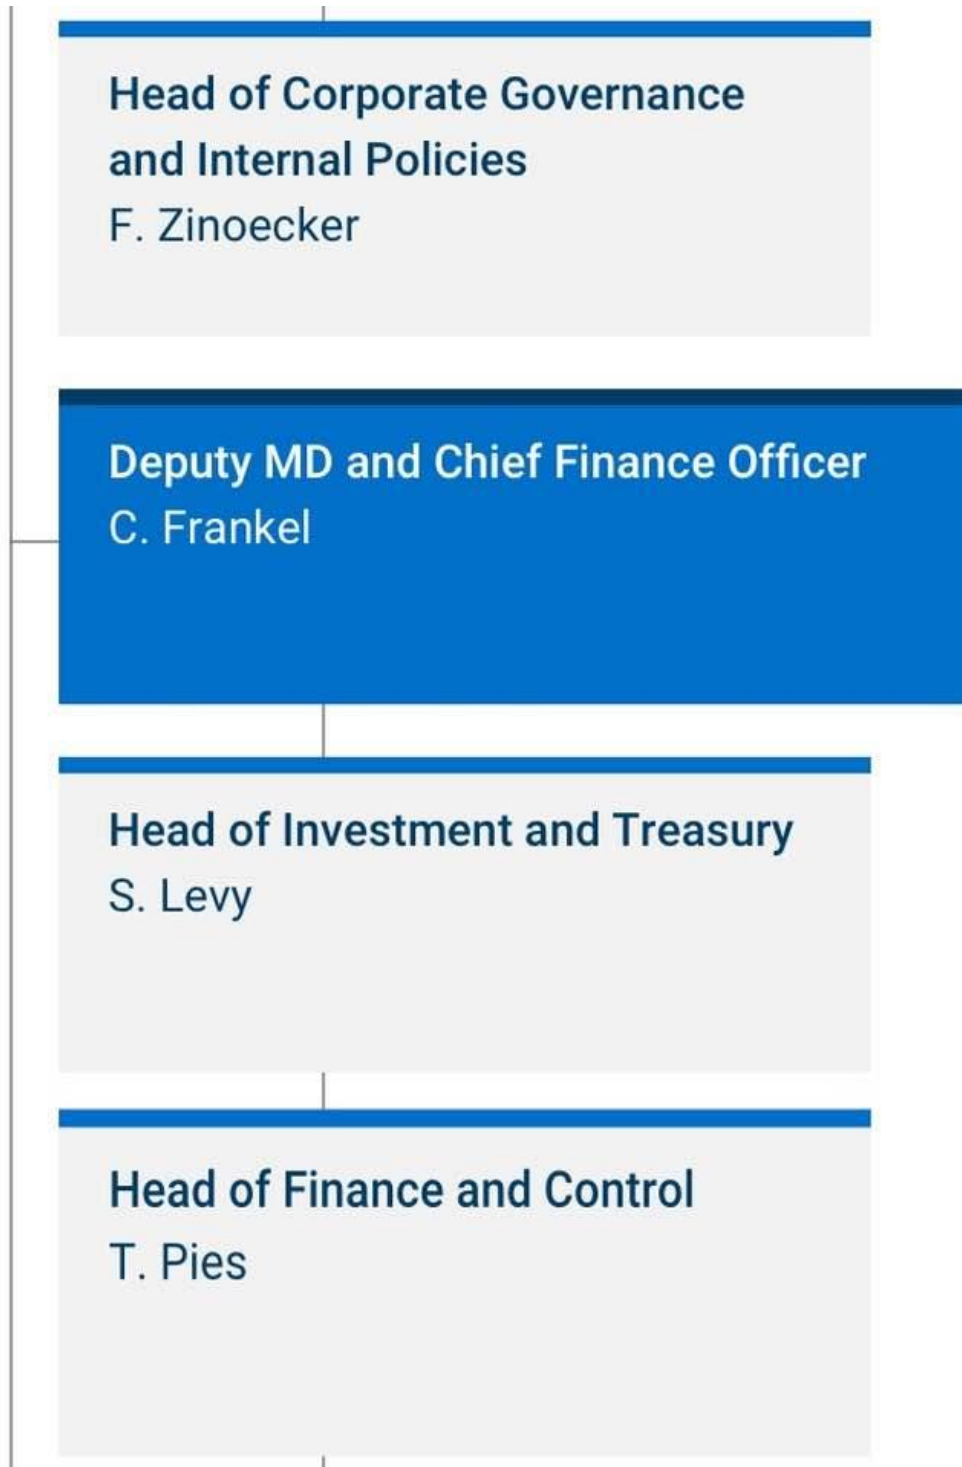 Head of Corporate Governance
and Internal Policies
F. Zinoecker
Deputy MD and Chief Finance Officer
C. Frankel
Head of Investment and Treasury
S. Levy
Head of Finance and Control
T. Pies